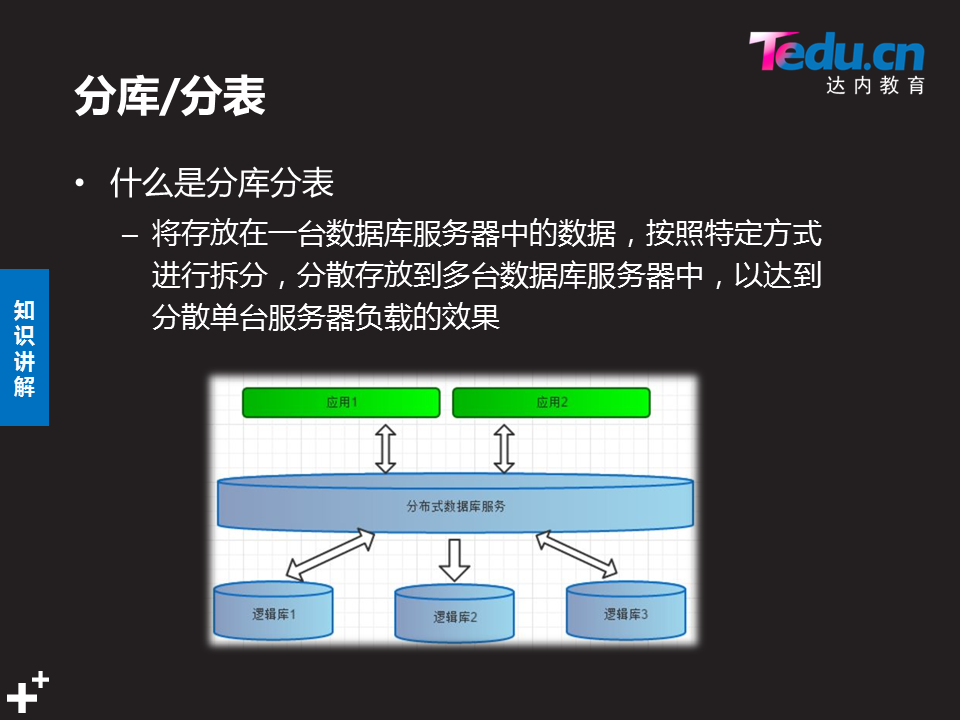 Tedu.cn
达内教育
分库/分表
• 什么是分库分表
– 将存放在一台数据库服务器中的数据，按照特定方式
进行拆分，分散存放到多台数据库服务器中，以达到
分散单台服务器负载的效果
知
识
讲
解
应用1
应用2
分布式数据库服务
逻辑库1
逻辑库2
逻辑库3